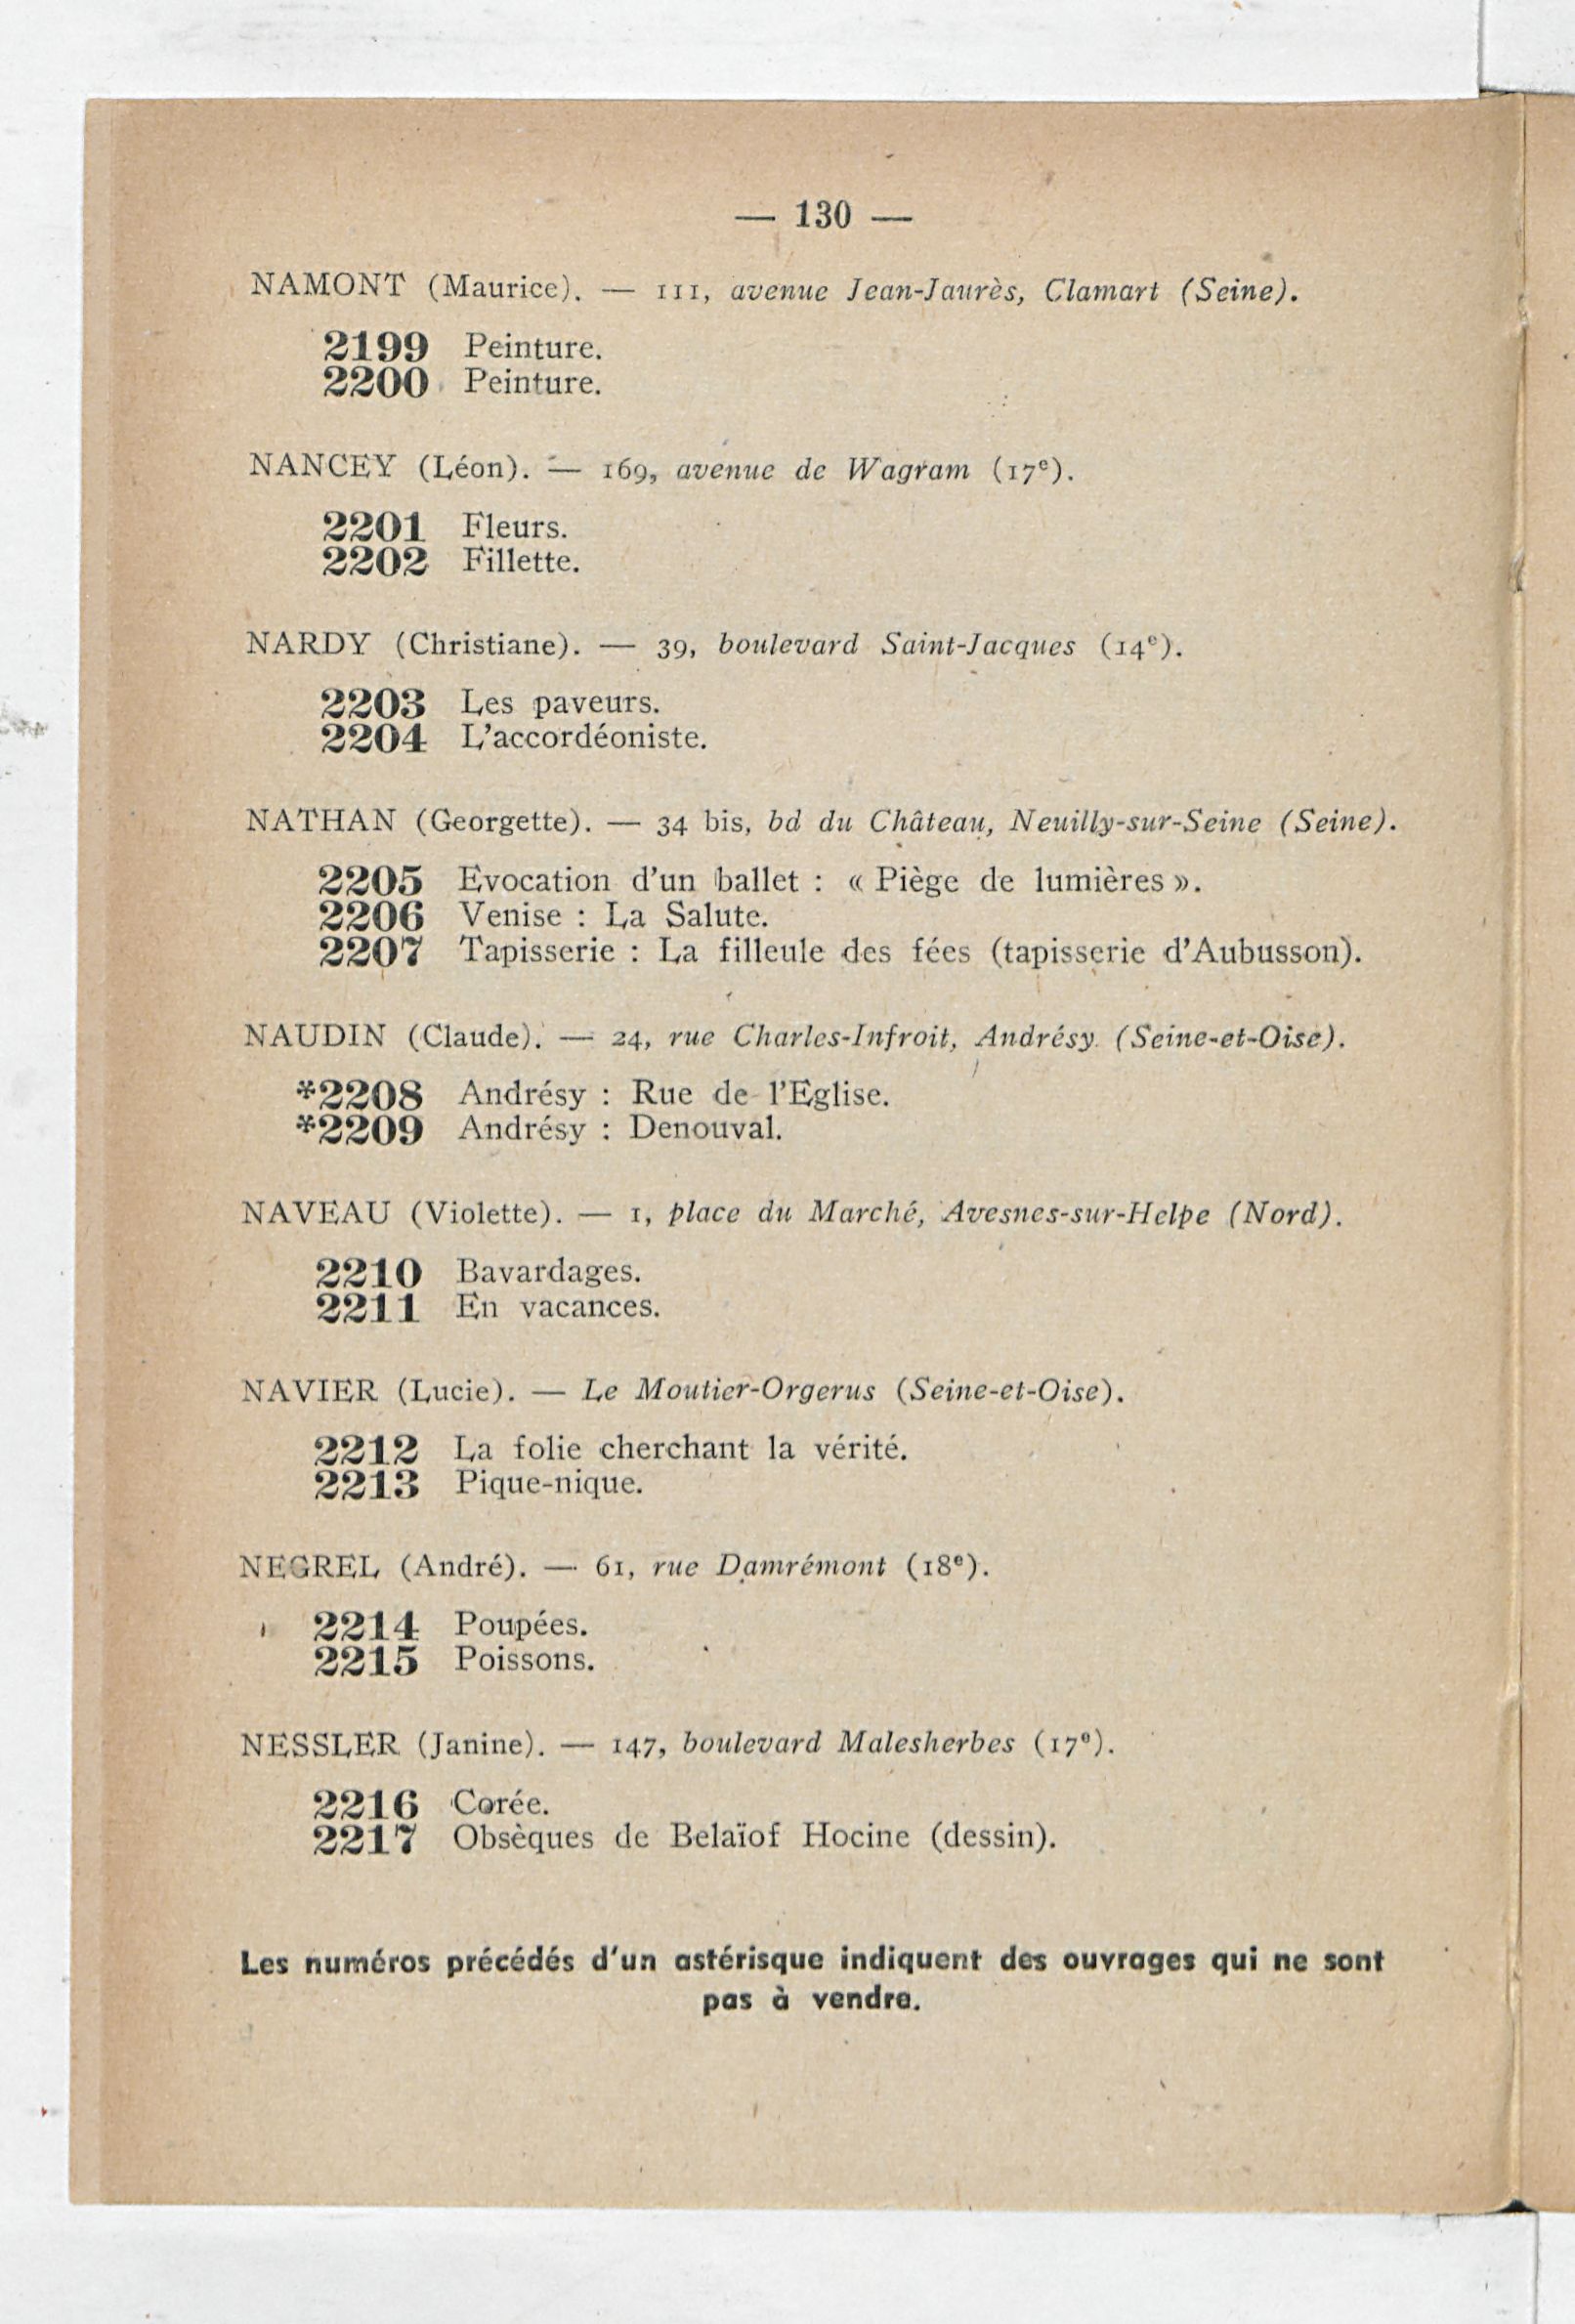 — 130 —
NAMONT (Maurice). — 111, avenue Jean-Jaurès, Clamart (Seine).
2199 Peinture.
2200 Peinture.
NANCEY (Léon). — 169, avenue de Wagram (17e).
2201 Fleurs.
2202 Fillette.
NARDY (Christiane). — 39, boulevard Saint-Jacques (14e).
2203 Les paveurs.
2204 L'accordéoniste.
NATHAN (Georgette). — 34 bis, bd du Château, Neuilly-sur-Seine (Seine).
2205 Evocation d'un ballet : « Piège de lumières ».
2206 Venise : La Salute.
2207 Tapisserie : La filleule des fées (tapisserie d'Aubusson).
NAUDIN (Claude). — 24, rue Charles-Infroit, Andrésy (Seine-et-Oise).
*2208 Andrésy : Rue de l'Eglise.
*2209 Andrésy : Denouval.
NAVEAU (Violette). — 1, place du Marché, Avesnes-sur-Helpe (Nord).
2210 Bavardages.
2211 En vacances.
NAVIER (Lucie). — Le Moutier-Orgerus (Seine-et-Oise).
2212 La folie cherchant la vérité.
2213 Pique-nique.
NEGREL (André). — 61, rue Damrémont (18e).
2214 Poupées.
2215 Poissons.
NESSLER (Janine). — 147, boulevard Malesherbes (17e).
2216 Corée.
2217 Obsèques de Belaïof Hocine (dessin).
Les numéros précédés d'un astérisque indiquent des ouvrages qui ne sont
pas à vendre.